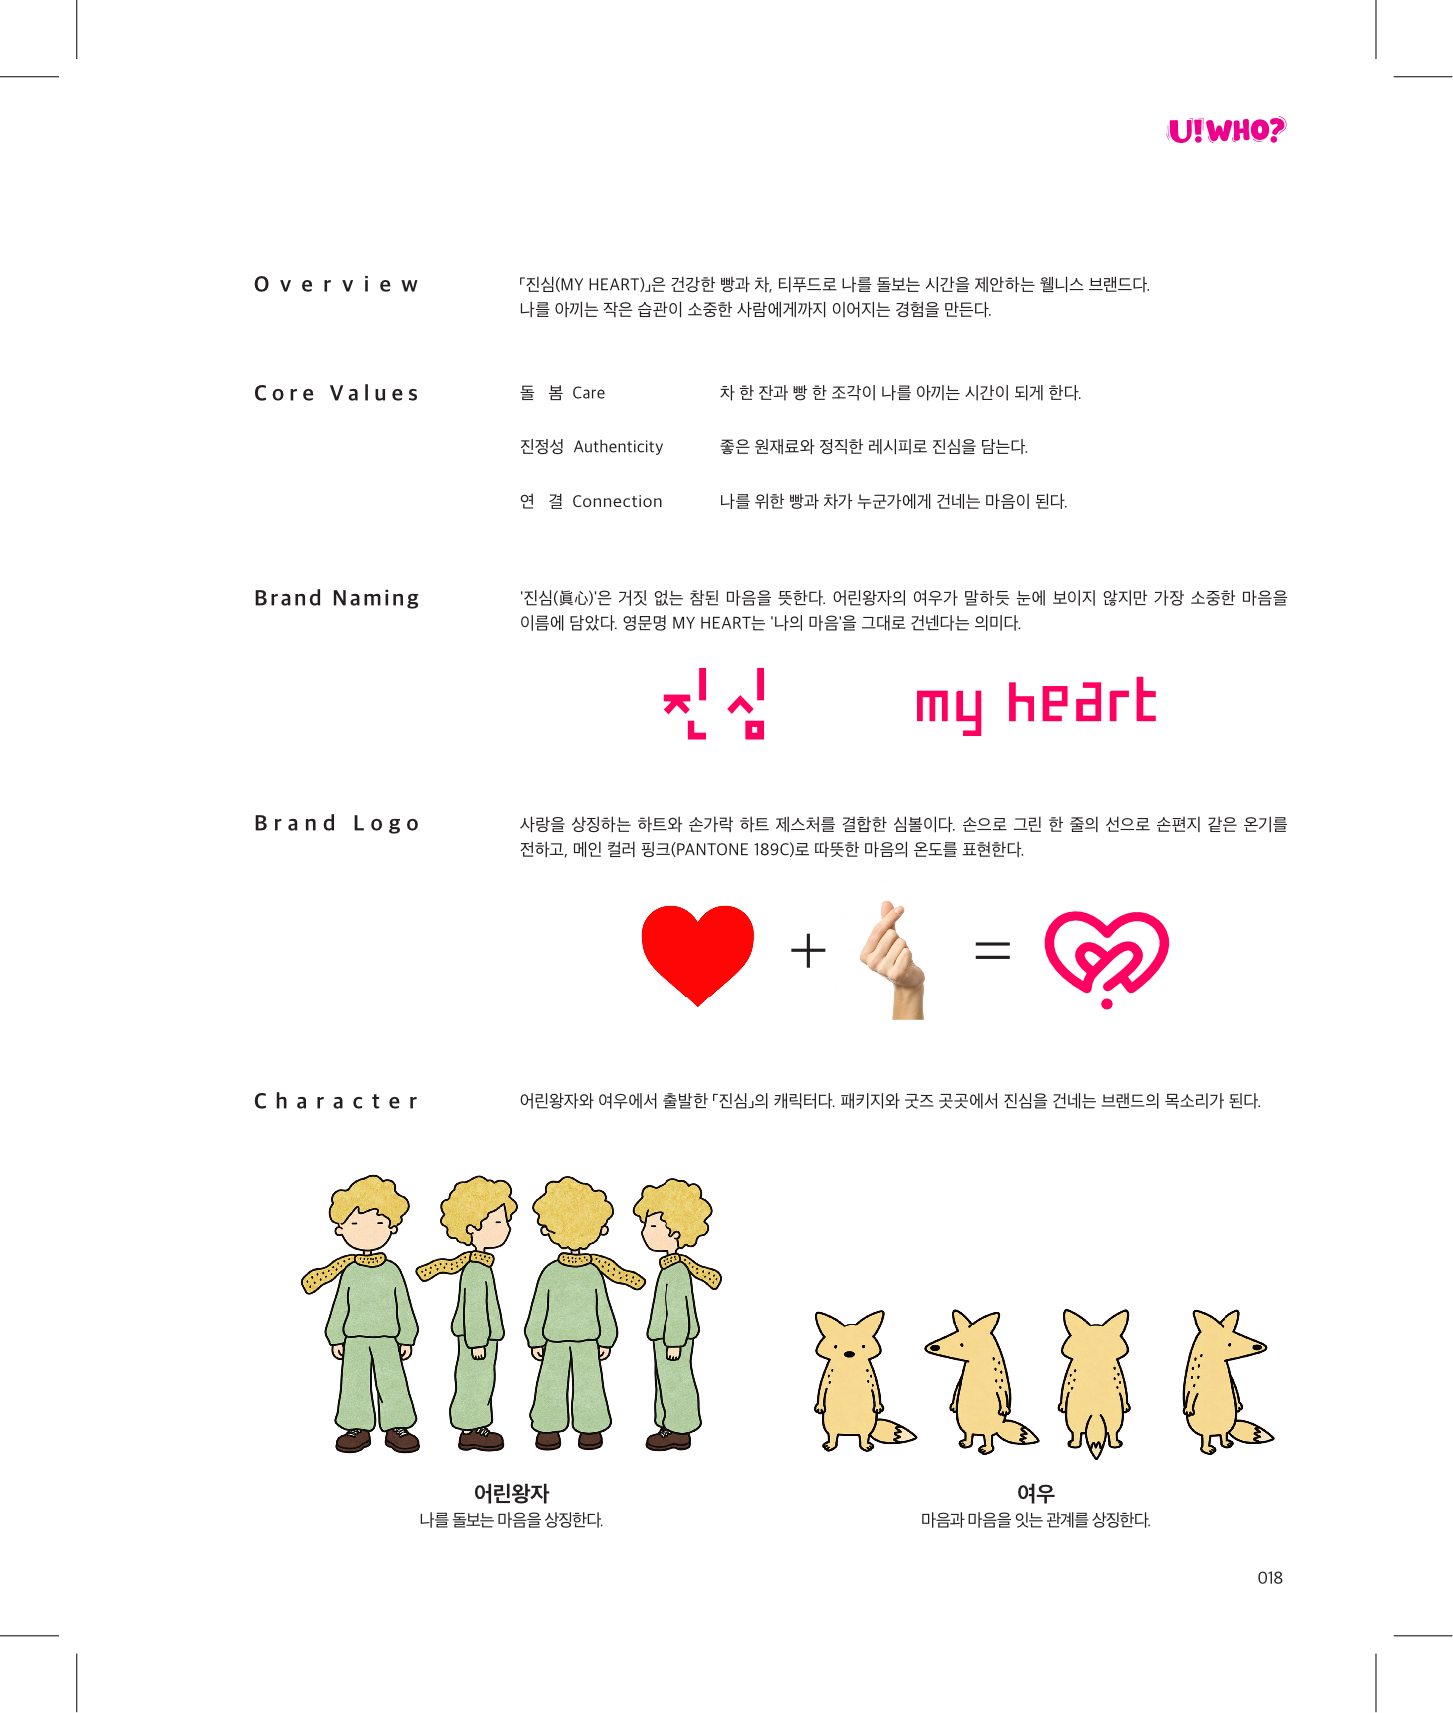 U!WHO?
Overview
「진심(MY HEART)」은 건강한 빵과 차, 티푸드로 나를 돌보는 시간을 제안하는 웰니스 브랜드다.
나를 아끼는 작은 습관이 소중한 사람에게까지 이어지는 경험을 만든다.
Core Values
돌 봄 Care 차 한 잔과 빵 한 조각이 나를 아끼는 시간이 되게 한다.
진정성 Authenticity 좋은 원재료와 정직한 레시피로 진심을 담는다.
연 결 Connection 나를 위한 빵과 차가 누군가에게 건네는 마음이 된다.
Brand Naming
'진심(眞心)'은 거짓 없는 참된 마음을 뜻한다. 어린왕자의 여우가 말하듯 눈에 보이지 않지만 가장 소중한 마음을
이름에 담았다. 영문명 MY HEART는 '나의 마음'을 그대로 건넨다는 의미다.
진심 my heart
Brand Logo
사랑을 상징하는 하트와 손가락 하트 제스처를 결합한 심볼이다. 손으로 그린 한 줄의 선으로 손편지 같은 온기를
전하고, 메인 컬러 핑크(PANTONE 189C)로 따뜻한 마음의 온도를 표현한다.
+ =
Character
어린왕자와 여우에서 출발한 「진심」의 캐릭터다. 패키지와 굿즈 곳곳에서 진심을 건네는 브랜드의 목소리가 된다.
어린왕자
나를 돌보는 마음을 상징한다.
여우
마음과 마음을 잇는 관계를 상징한다.
018